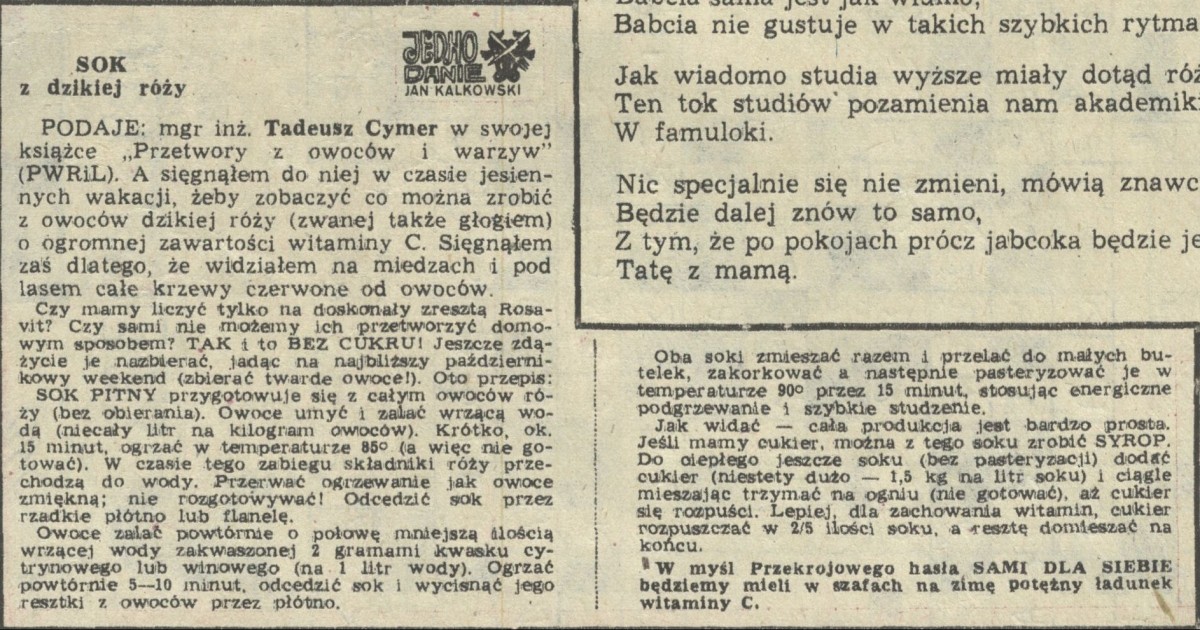 SOK
z dzikiej róży
JEDNO
DANIE
JAN KALKOWSKI
PODAJE: mgr inż. Tadeusz Cymer w swojej
książce „Przetwory z owoców i warzyw”
(PWRiL). A sięgnąłem do niej w czasie jesien-
nych wakacji, żeby zobaczyć co można zrobić
z owoców dzikiej róży (zwanej także głogiem)
o ogromnej zawartości witaminy C. Sięgnąłem
zaś dlatego, że widziałem na miedzach i pod
lasem całe krzewy czerwone od owoców.
Czy mamy liczyć tylko na doskonały zresztą Rosa-
vit? Czy sami nie możemy ich przetworzyć domo-
wym sposobem? TAK i to BEZ CUKRU! Jeszcze zdą-
życie je nazbierać, jadąc na najbliższy październi-
kowy weekend (zbierać twarde owoce!). Oto przepis:
SOK PITNY przygotowuje się z całym owoców ró-
ży (bez obierania). Owoce umyć i zalać wrzącą wo-
dą (niecały litr na kilogram owoców). Krótko, ok.
15 minut, ogrzać w temperaturze 85° (a więc nie go-
tować). W czasie tego zabiegu składniki róży prze-
chodzą do wody. Przerwać ogrzewanie jak owoce
zmiękną; nie rozgotowywać! Odcedzić sok przez
rzadkie płótno lub flanelę.
Owoce zalać powtórnie o połowę mniejszą ilością
wrzącej wody zakwaszonej 2 gramami kwasku cy-
trynowego lub winowego (na 1 litr wody). Ogrzać
powtórnie 5—10 minut, odcedzić sok i wycisnąć jego
resztki z owoców przez płótno.
Babcia nie gustuje w takich szybkich rytma
Jak wiadomo studia wyższe miały dotąd róż
Ten tok studiów pozamienia nam akademik
W famuloki.
Nic specjalnie się nie zmieni, mówią znawc
Będzie dalej znów to samo,
Z tym, że po pokojach prócz jabcoka będzie je
Tatę z mamą.
Oba soki zmieszać razem i przelać do małych bu-
telek, zakorkować a następnie pasteryzować je w
temperaturze 90° przez 15 minut, stosując energiczne
podgrzewanie i szybkie studzenie.
Jak widać — cała produkcja jest bardzo prosta.
Jeśli mamy cukier, można z tego soku zrobić SYROP.
Do ciepłego jeszcze soku (bez pasteryzacji) dodać
cukier (niestety dużo — 1,5 kg na litr soku) i ciągle
mieszając trzymać na ogniu (nie gotować), aż cukier
się rozpuści. Lepiej, dla zachowania witamin, cukier
rozpuszczać w 2/5 ilości soku, a resztę domieszać na
końcu.
W myśl Przekrojowego hasła SAMI DLA SIEBIE
będziemy mieli w szafach na zimę potężny ładunek
witaminy C.